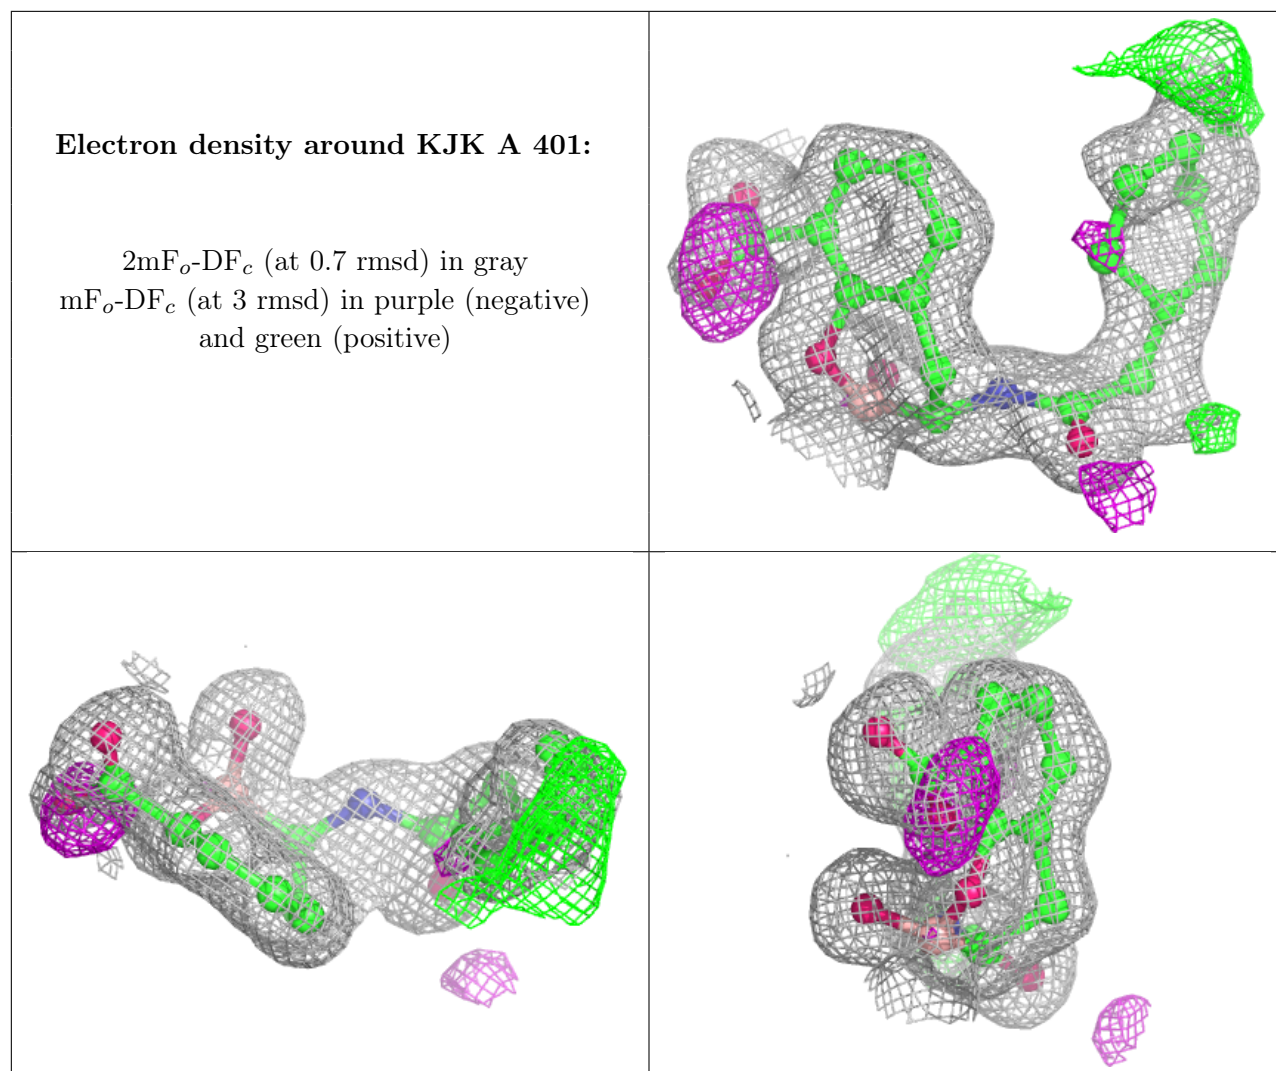 Electron density around KJK A 401:
2mFo-DFc (at 0.7 rmsd) in gray
mFo-DFc (at 3 rmsd) in purple (negative)
and green (positive)